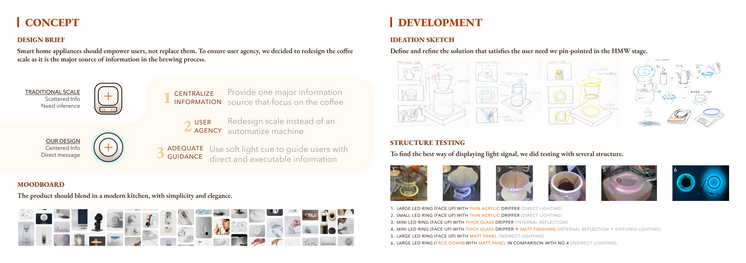 CONCEPT
DESIGN BRIEF
Smart home appliances should empower users, not replace them. To ensure user agency, we decided to redesign the coffee
scale as it is the major source of information in the brewing process.
TRADITIONAL SCALE
Scattered Info
Need inference
OUR DESIGN
Centered Info
Direct message
1 CENTRALIZE
INFORMATION
Provide one major information
source that focus on the coffee
2 USER
AGENCY
Redesign scale instead of an
automatize machine
3 ADEQUATE
GUIDANCE
Use soft light cue to guide users with
direct and executable information
MOODBOARD
The product should blend in a modern kitchen, with simplicity and elegance.
DEVELOPMENT
IDEATION SKETCH
Define and refine the solution that satisfies the user need we pin-pointed in the HMW stage.
STRUCTURE TESTING
To find the best way of displaying light signal, we did testing with several structure.
3
4
5
6
1. LARGE LED RING (FACE UP) WITH THIN ACRYLIC DRIPPER (DIRECT LIGHTING)
2. SMALL LED RING (FACE UP) WITH THIN ACRYLIC DRIPPER (DIRECT LIGHTING)
3. MINI LED RING (FACE UP) WITH THICK GLASS DRIPPER (INTERNAL REFLECTION)
4. MINI LED RING (FACE UP) WITH THICK GLASS DRIPPER + MATT FINISHING (INTERNAL REFLECTION + DIFFUSED LIGHTING)
5. LARGE LED RING (FACE UP) WITH MATT PANEL (INDIRECT LIGHTING)
6. LARGE LED RING (FACE DOWN) WITH MATT PANEL IN COMPARISON WITH NO.4 (INDIRECT LIGHTING)